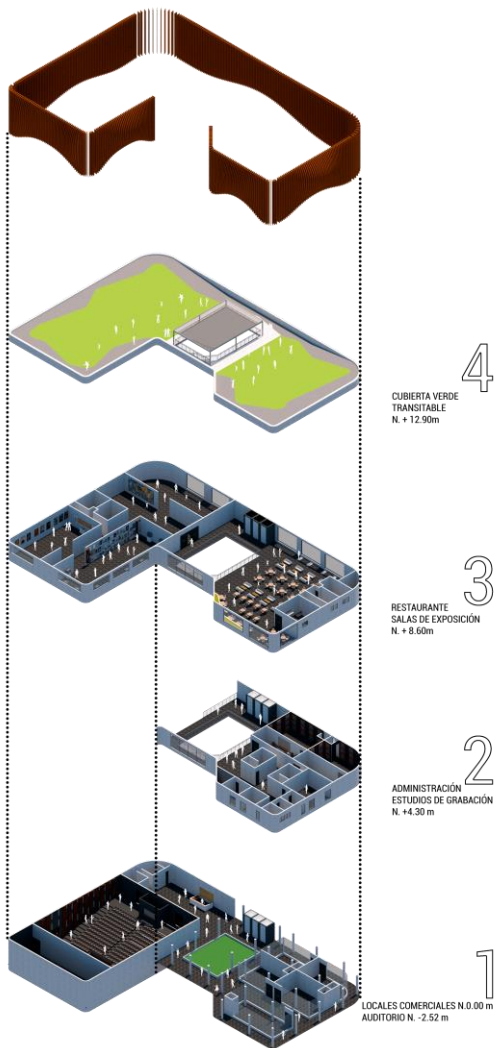 4
CUBIERTA VERDE
TRANSITABLE
N. + 12.90m
3
RESTAURANTE
SALAS DE EXPOSICIÓN
N. + 8.60m
2
ADMINISTRACIÓN
ESTUDIOS DE GRABACIÓN
N. +4.30 m
1
LOCALES COMERCIALES N.0.00 m
AUDITORIO N. -2.52 m